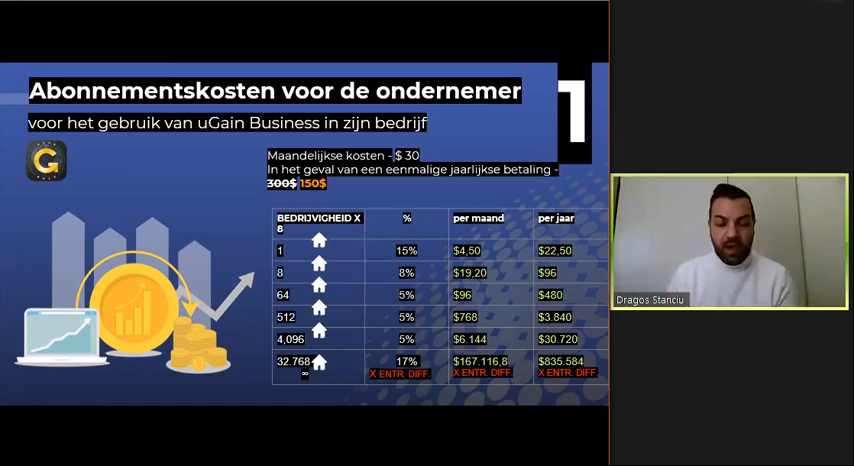 Abonnementskosten voor de ondernemer
voor het gebruik van uGain Business in zijn bedrijf
1
G
Maandelijkse kosten - $ 30
In het geval van een eenmalige jaarlijkse betaling -
300$ 150$
BEDRIJVIGHEID X 8 % per maand per jaar
1 15% $4,50 $22,50
8 8% $19,20 $96
64 5% $96 $480
512 5% $768 $3.840
4,096 5% $6.144 $30.720
32.768 17% $167.116,8 $835.584
∞ X ENTR. DIFF. X ENTR. DIFF. X ENTR. DIFF.
Dragos Stanciu